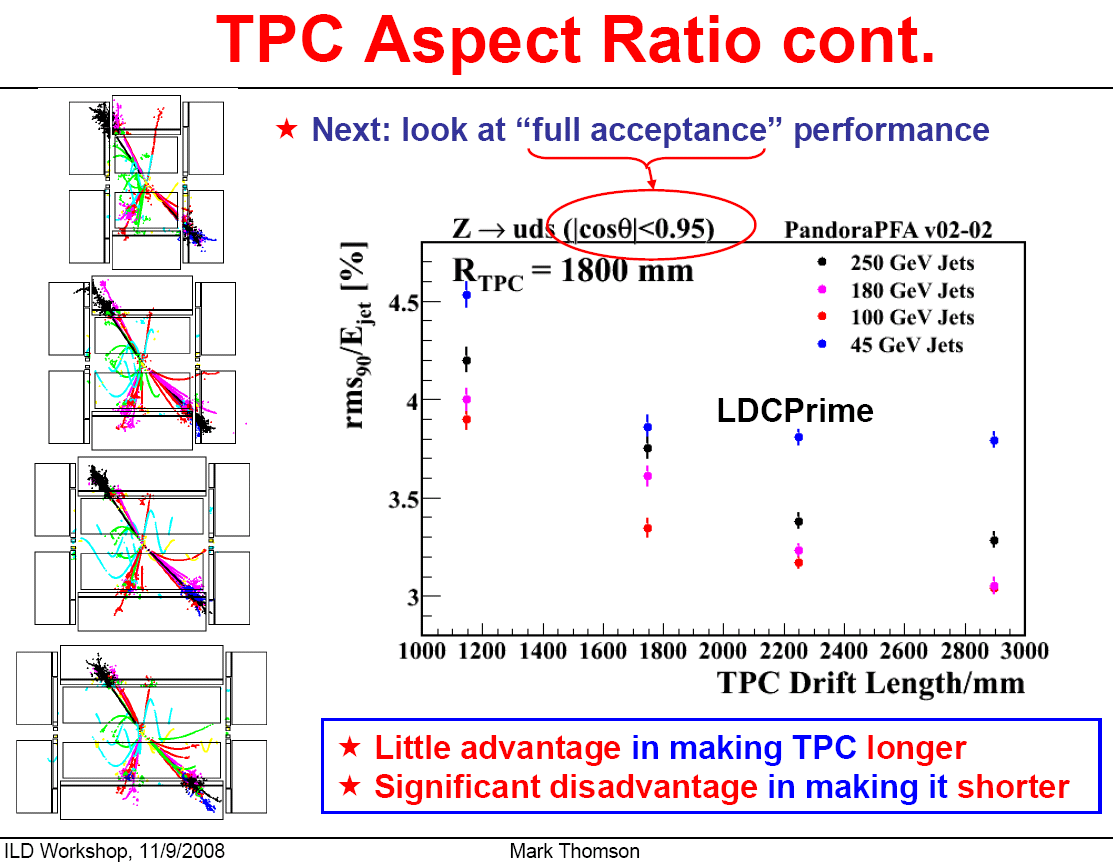 TPC Aspect Ratio cont.
★ Next: look at “full acceptance” performance
Z → uds (|cosθ|<0.95)
PandoraPFA v02-02
R_TPC = 1800 mm
250 GeV Jets
180 GeV Jets
100 GeV Jets
45 GeV Jets
rms90/Ejet [%]
4.5
4
3.5
3
LDCPrime
1000 1200 1400 1600 1800 2000 2200 2400 2600 2800 3000
TPC Drift Length/mm
★ Little advantage in making TPC longer
★ Significant disadvantage in making it shorter
ILD Workshop, 11/9/2008
Mark Thomson